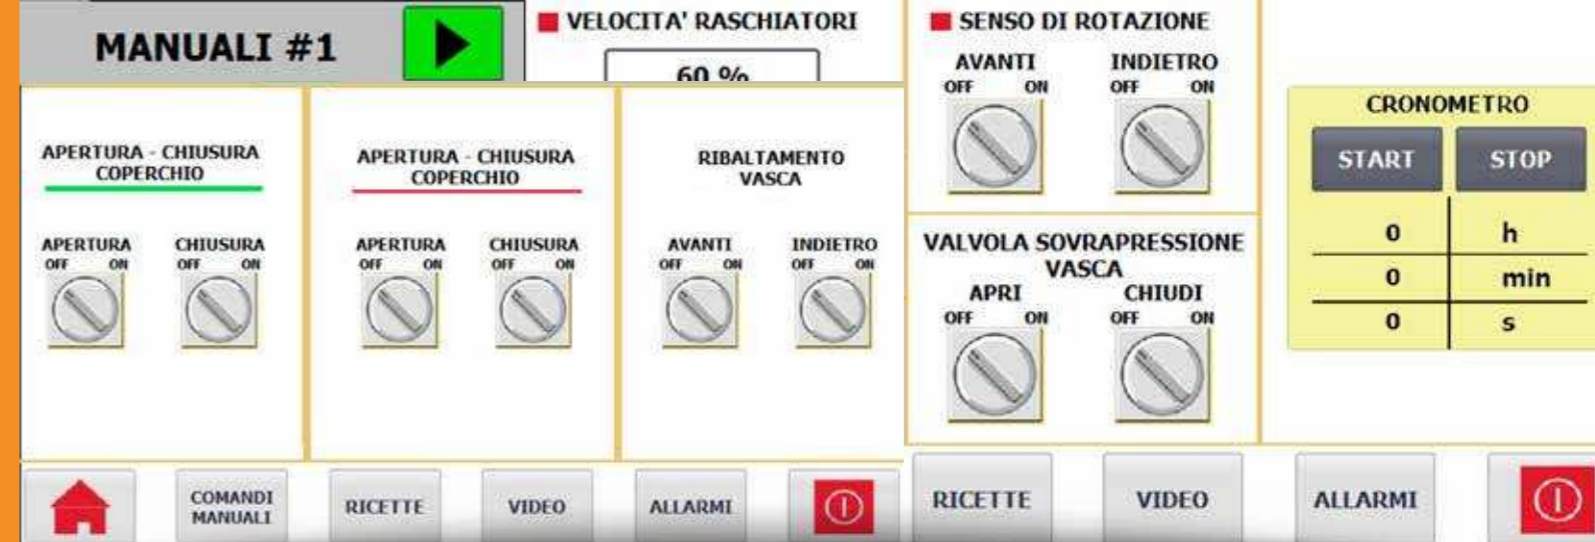 MANUALI #1
VELOCITA' RASCHIATORI
60 %
APERTURA - CHIUSURA
COPERCHIO
APERTURA CHIUSURA
OFF ON OFF ON
APERTURA - CHIUSURA
COPERCHIO
APERTURA CHIUSURA
OFF ON OFF ON
RIBALTAMENTO
VASCA
AVANTI INDIETRO
OFF ON OFF ON
COMANDI
MANUALI
RICETTE
VIDEO
ALLARMI
SENSO DI ROTAZIONE
AVANTI INDIETRO
OFF ON OFF ON
VALVOLA SOVRAPRESSIONE
VASCA
APRI CHIUDI
OFF ON OFF ON
CRONOMETRO
START STOP
0 h
0 min
0 s
RICETTE
VIDEO
ALLARMI